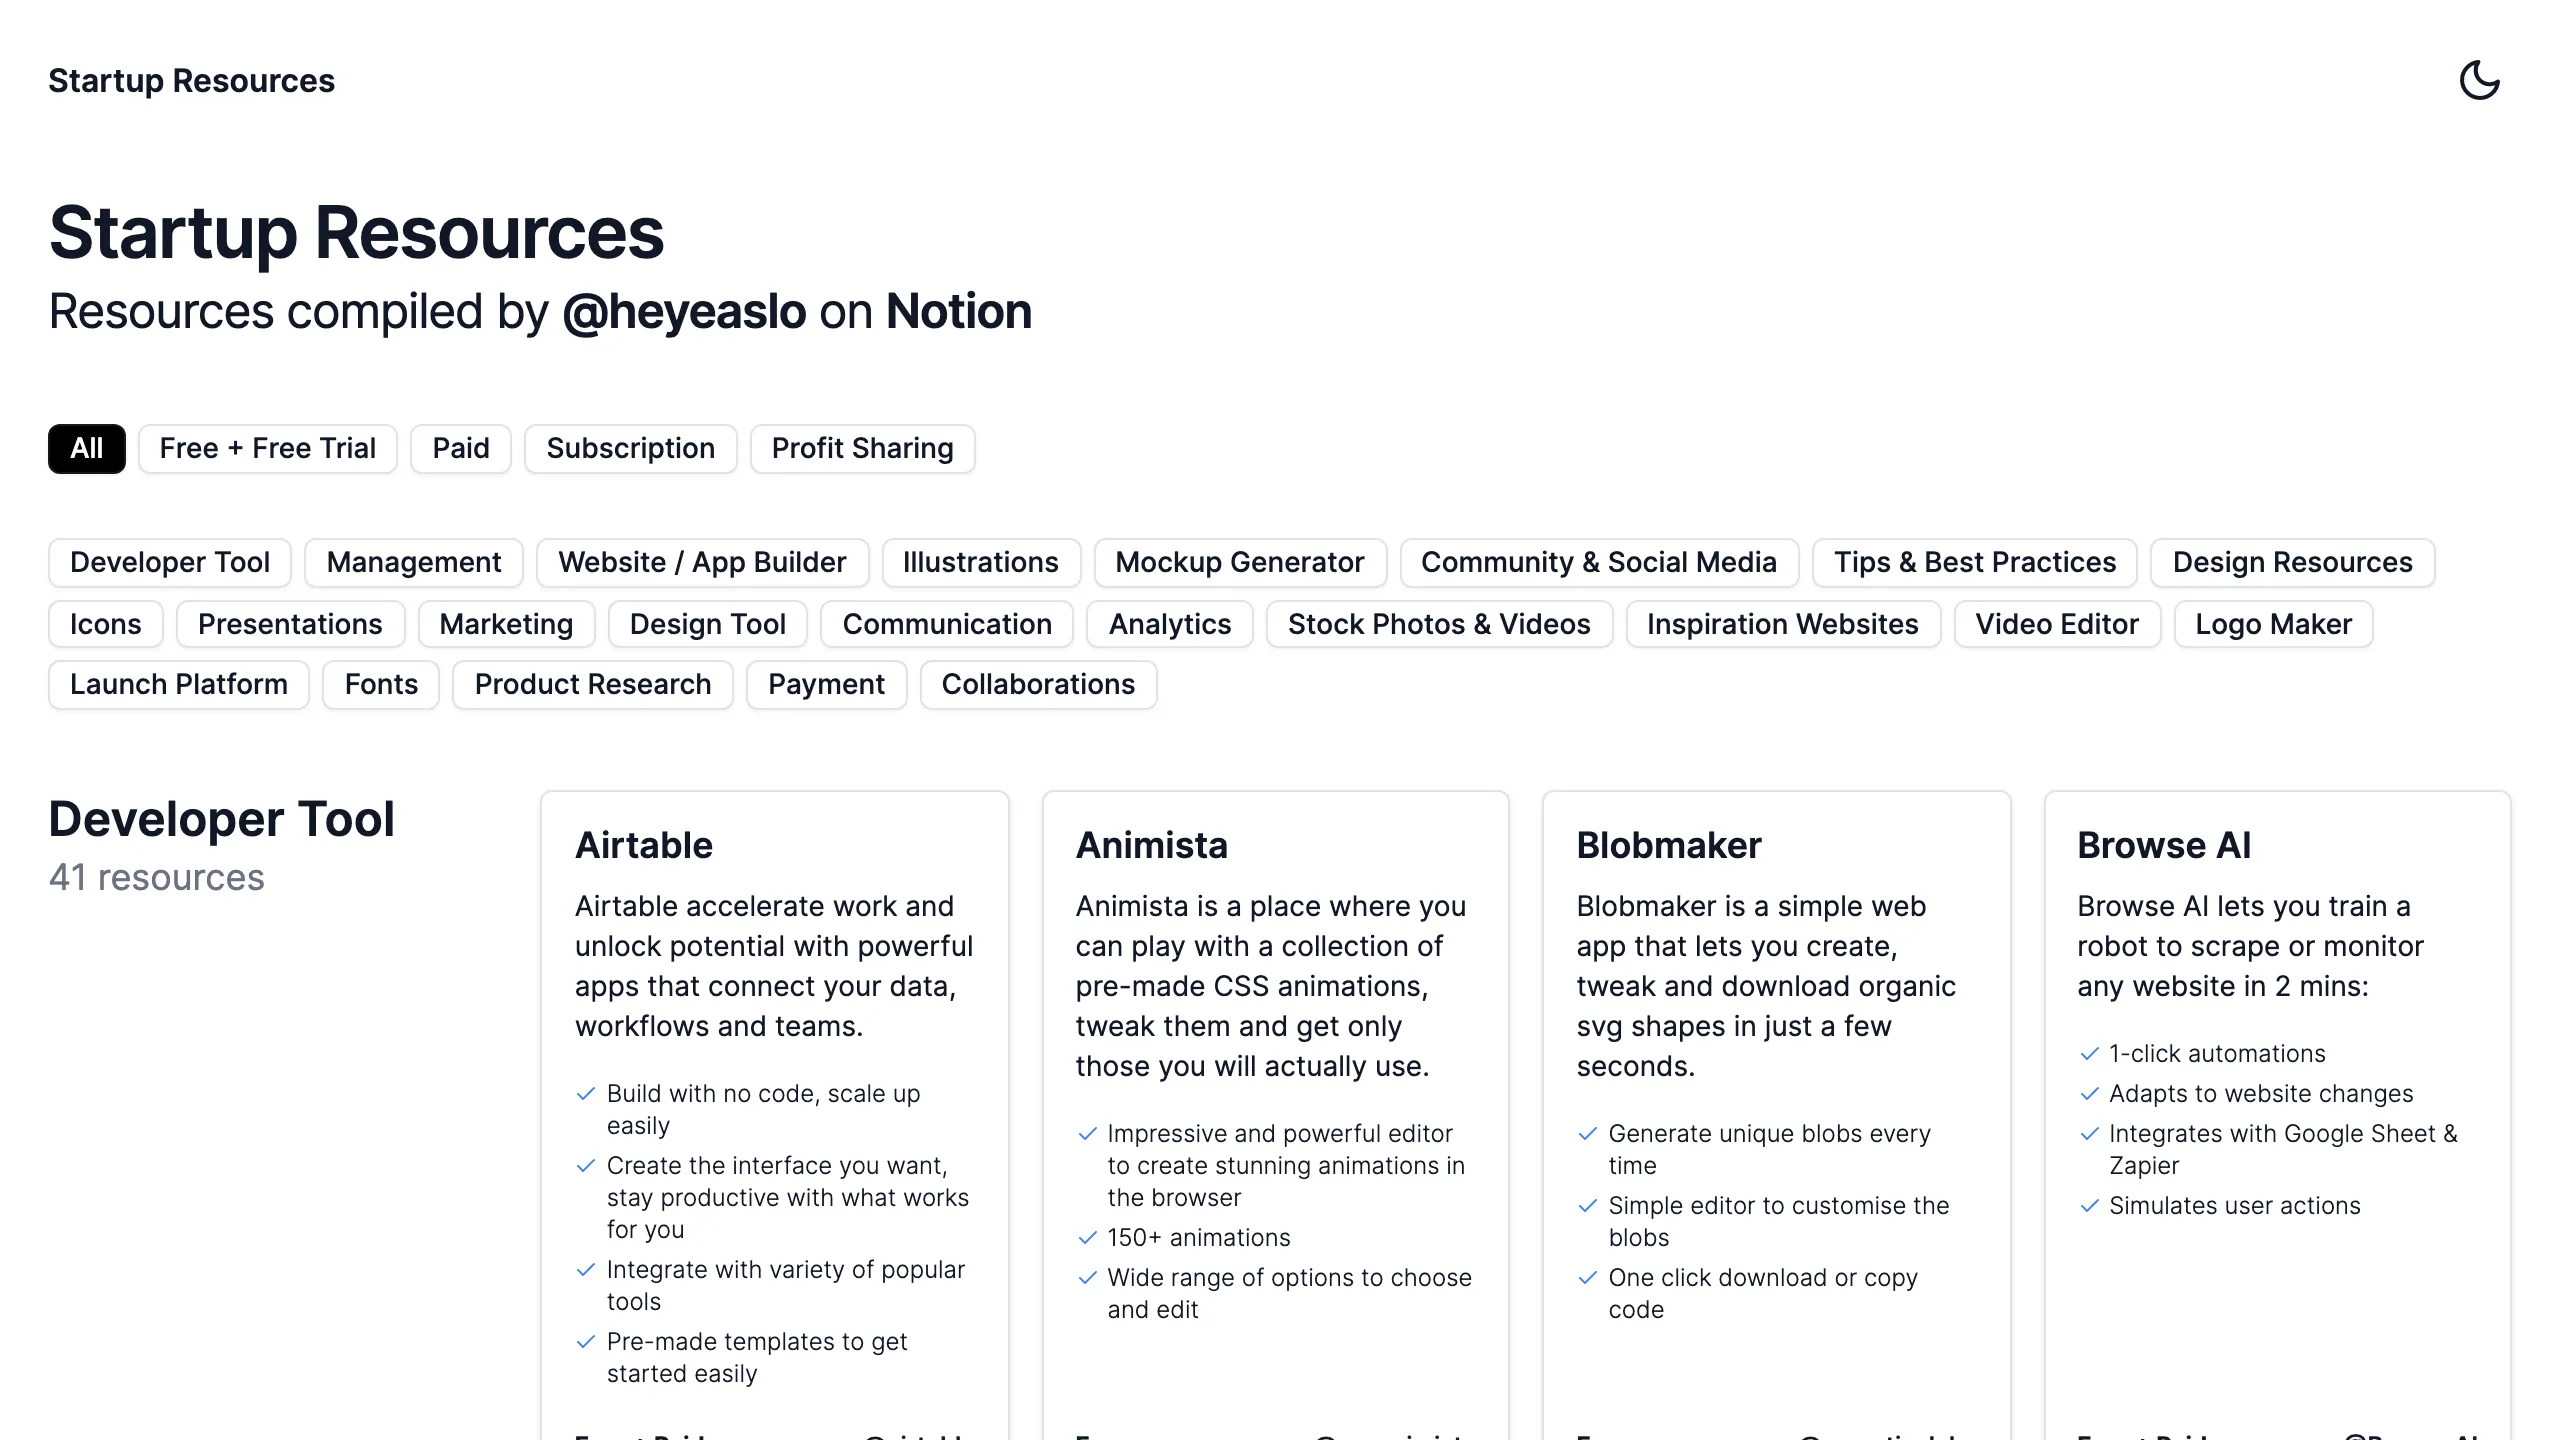 Startup Resources
Startup Resources
Resources compiled by @heyeaslo on Notion
All
Free + Free Trial
Paid
Subscription
Profit Sharing
Developer Tool
Management
Website / App Builder
Illustrations
Mockup Generator
Community & Social Media
Tips & Best Practices
Design Resources
Icons
Presentations
Marketing
Design Tool
Communication
Analytics
Stock Photos & Videos
Inspiration Websites
Video Editor
Logo Maker
Launch Platform
Fonts
Product Research
Payment
Collaborations
Developer Tool
41 resources
Airtable
Airtable accelerate work and
unlock potential with powerful
apps that connect your data,
workflows and teams.
Build with no code, scale up
easily
Create the interface you want,
stay productive with what works
for you
Integrate with variety of popular
tools
Pre-made templates to get
started easily
Animista
Animista is a place where you
can play with a collection of
pre-made CSS animations,
tweak them and get only
those you will actually use.
Impressive and powerful editor
to create stunning animations in
the browser
150+ animations
Wide range of options to choose
and edit
Blobmaker
Blobmaker is a simple web
app that lets you create,
tweak and download organic
svg shapes in just a few
seconds.
Generate unique blobs every
time
Simple editor to customise the
blobs
One click download or copy
code
Browse AI
Browse AI lets you train a
robot to scrape or monitor
any website in 2 mins:
1-click automations
Adapts to website changes
Integrates with Google Sheet &
Zapier
Simulates user actions